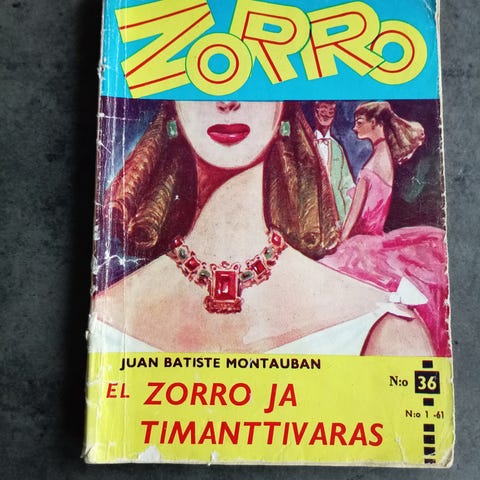 ZORRO
JUAN BATISTE MONTAUBAN
EL ZORRO JA
TIMANTTIVARAS
N:o 36
N:o 1 -61